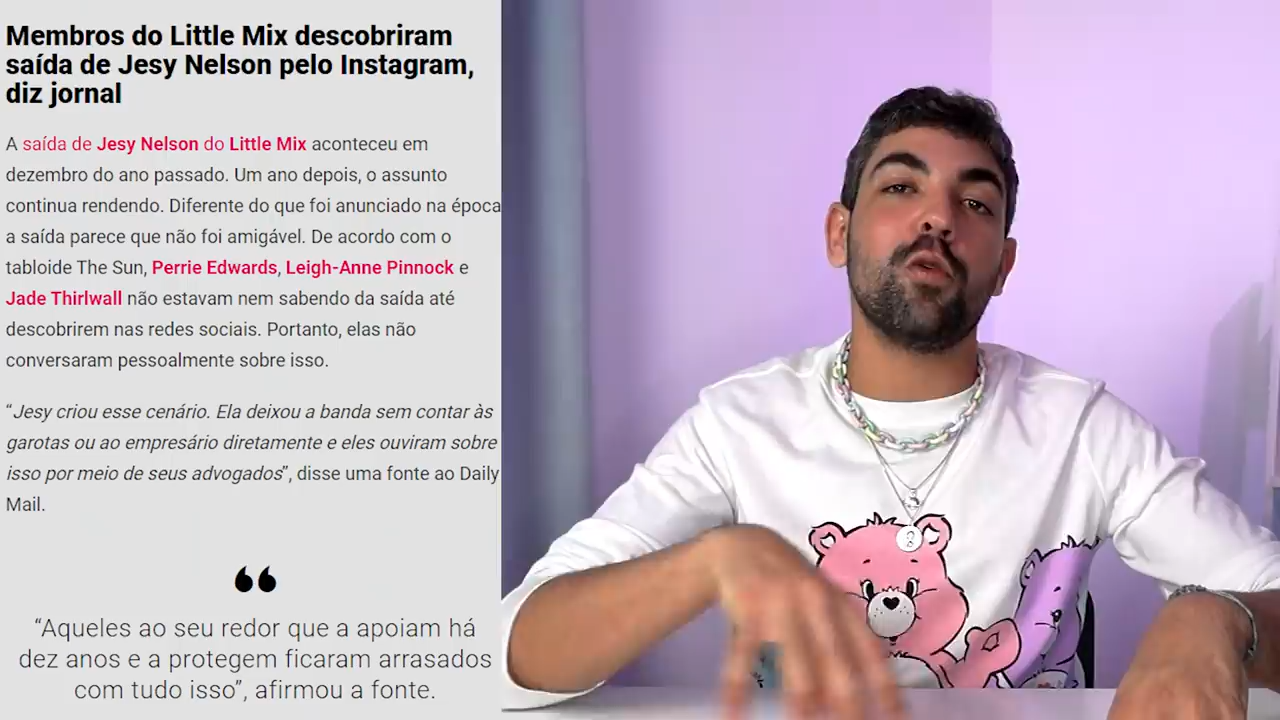 Membros do Little Mix descobriram
saída de Jesy Nelson pelo Instagram,
diz jornal
A saída de Jesy Nelson do Little Mix aconteceu em
dezembro do ano passado. Um ano depois, o assunto
continua rendendo. Diferente do que foi anunciado na época
a saída parece que não foi amigável. De acordo com o
tabloide The Sun, Perrie Edwards, Leigh-Anne Pinnock e
Jade Thirlwall não estavam nem sabendo da saída até
descobrirem nas redes sociais. Portanto, elas não
conversaram pessoalmente sobre isso.
“Jesy criou esse cenário. Ela deixou a banda sem contar às
garotas ou ao empresário diretamente e eles ouviram sobre
isso por meio de seus advogados”, disse uma fonte ao Daily
Mail.
“Aqueles ao seu redor que a apoiam há
dez anos e a protegem ficaram arrasados
com tudo isso”, afirmou a fonte.